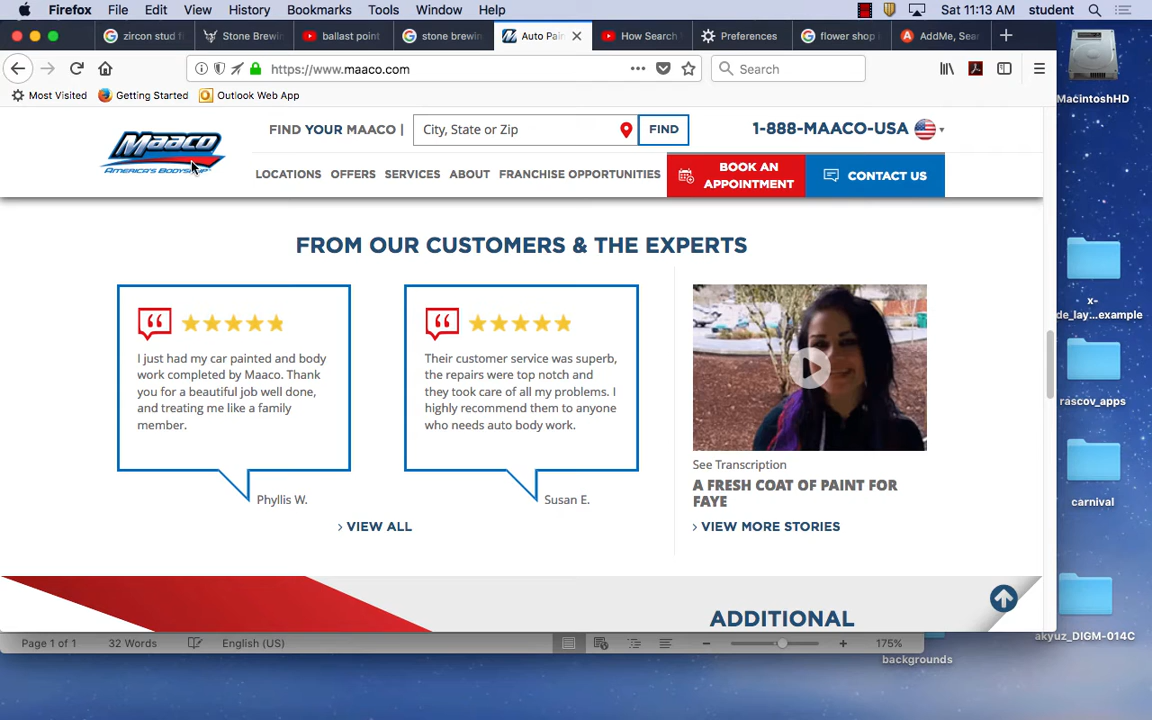 Firefox File Edit View History Bookmarks Tools Window Help Sat 11:13 AM student
zircon stud f Stone Brewin ballast point stone brewin Auto Pain How Search Preferences flower shop AddMe, Sear
https://www.maaco.com Search
Most Visited Getting Started Outlook Web App
MacintoshHD
Maaco
AMERICA'S BODYSHOP
FIND YOUR MAACO | City, State or Zip FIND 1-888-MAACO-USA
LOCATIONS OFFERS SERVICES ABOUT FRANCHISE OPPORTUNITIES
BOOK AN
APPOINTMENT
CONTACT US
FROM OUR CUSTOMERS & THE EXPERTS
I just had my car painted and body
work completed by Maaco. Thank
you for a beautiful job well done,
and treating me like a family
member.
Phyllis W.
Their customer service was superb,
the repairs were top notch and
they took care of all my problems. I
highly recommend them to anyone
who needs auto body work.
Susan E.
VIEW ALL
See Transcription
A FRESH COAT OF PAINT FOR
FAYE
VIEW MORE STORIES
ADDITIONAL
x-
de_lay...example
rascov_apps
carnival
akyuz_DIGM-014C
backgrounds
Page 1 of 1 32 Words English (US) 175%